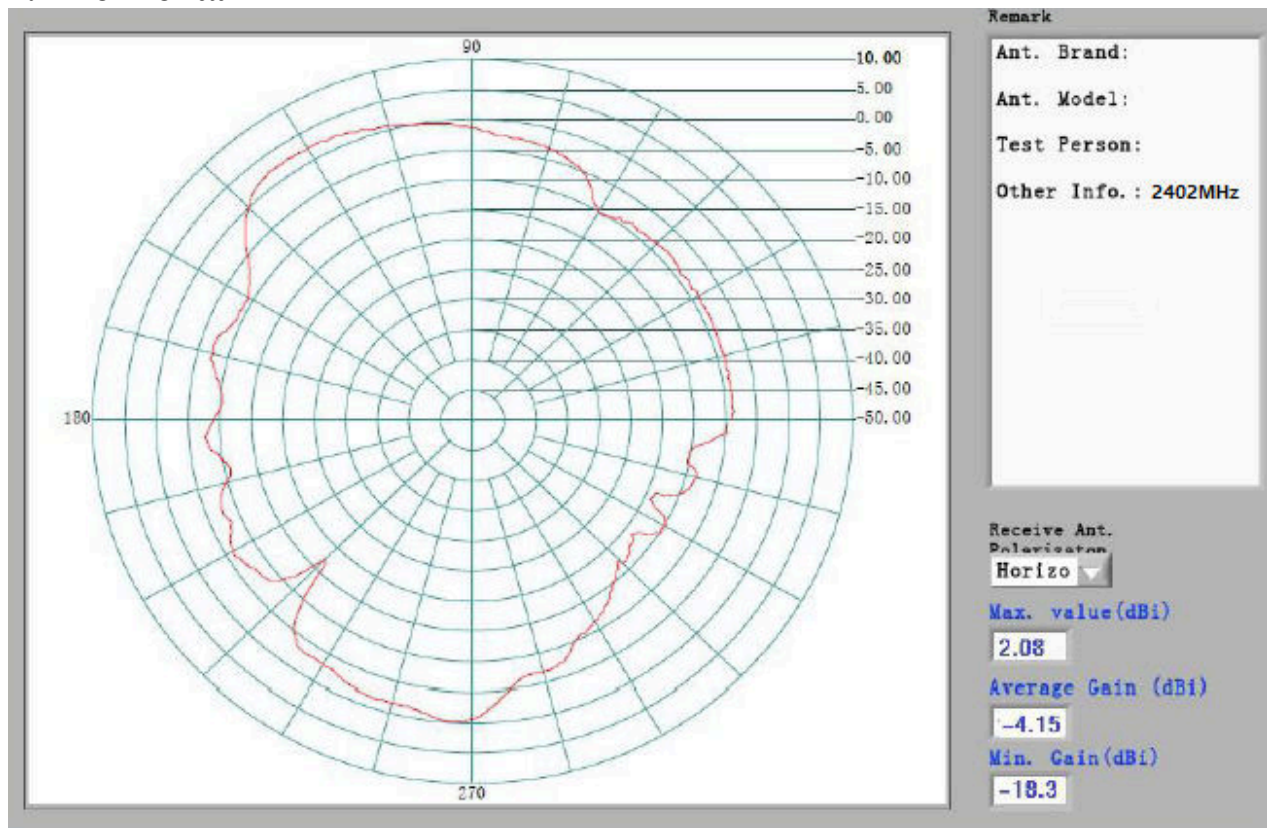 90
10.00
5.00
0.00
-5.00
-10.00
-15.00
-20.00
-25.00
-30.00
-35.00
-40.00
-45.00
-50.00
180
270
Remark
Ant. Brand:
Ant. Model:
Test Person:
Other Info.: 2402MHz
Receive Ant.
Polarizaton
Horizo
Max. value(dBi)
2.08
Average Gain (dBi)
-4.15
Min. Gain(dBi)
-18.3